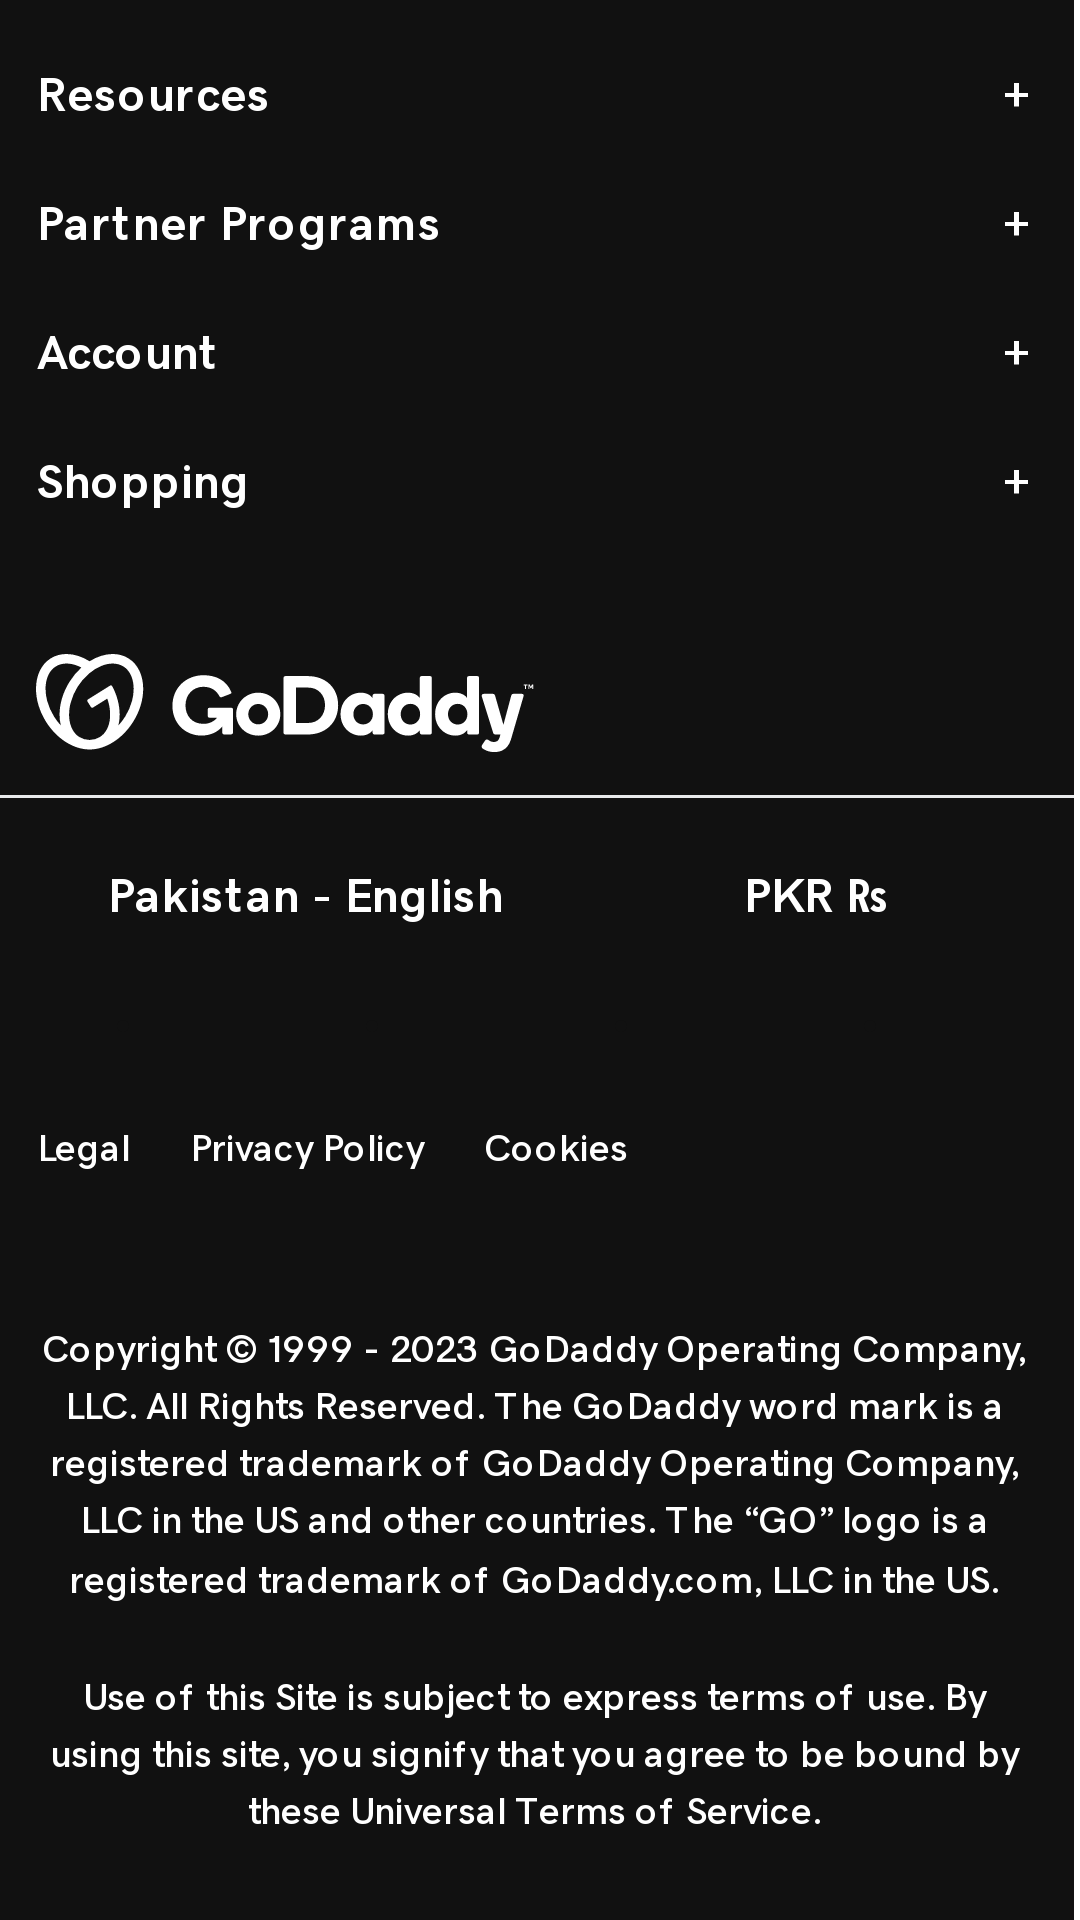 Resources +
Partner Programs +
Account +
Shopping +
GoDaddy™
Pakistan - English PKR ₨
Legal Privacy Policy Cookies
Copyright © 1999 - 2023 GoDaddy Operating Company,
LLC. All Rights Reserved. The GoDaddy word mark is a
registered trademark of GoDaddy Operating Company,
LLC in the US and other countries. The “GO” logo is a
registered trademark of GoDaddy.com, LLC in the US.
Use of this Site is subject to express terms of use. By
using this site, you signify that you agree to be bound by
these Universal Terms of Service.